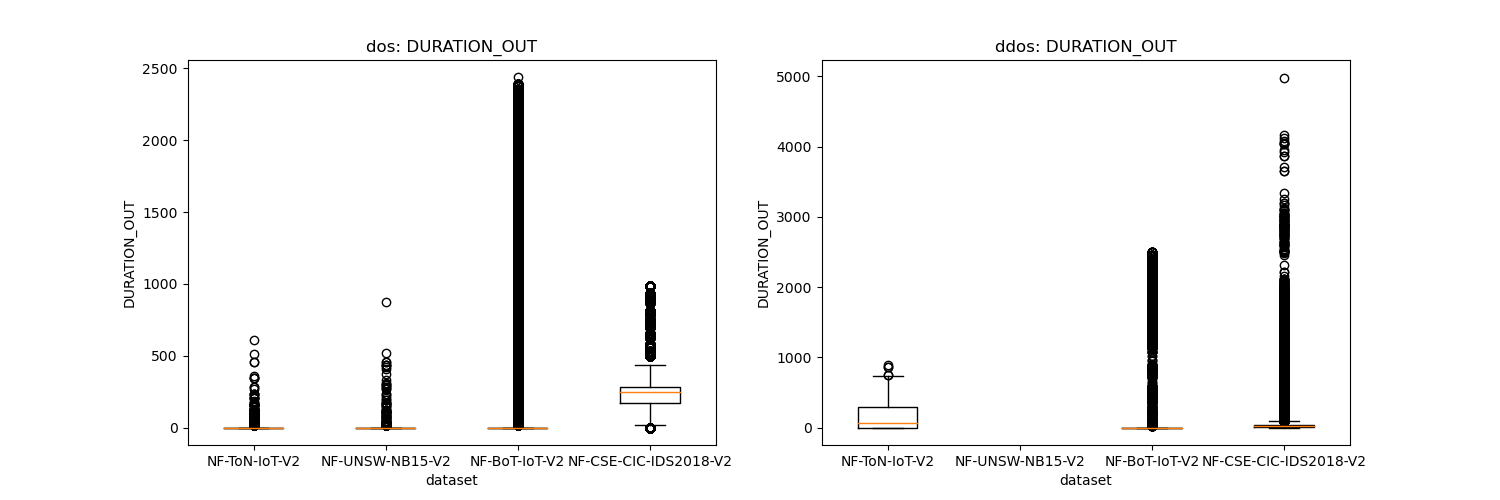 dos: DURATION_OUT
2500
2000
1500
1000
500
0
DURATION_OUT
NF-ToN-IoT-V2 NF-UNSW-NB15-V2 NF-BoT-IoT-V2 NF-CSE-CIC-IDS2018-V2
dataset
ddos: DURATION_OUT
5000
4000
3000
2000
1000
0
DURATION_OUT
NF-ToN-IoT-V2 NF-UNSW-NB15-V2 NF-BoT-IoT-V2 NF-CSE-CIC-IDS2018-V2
dataset